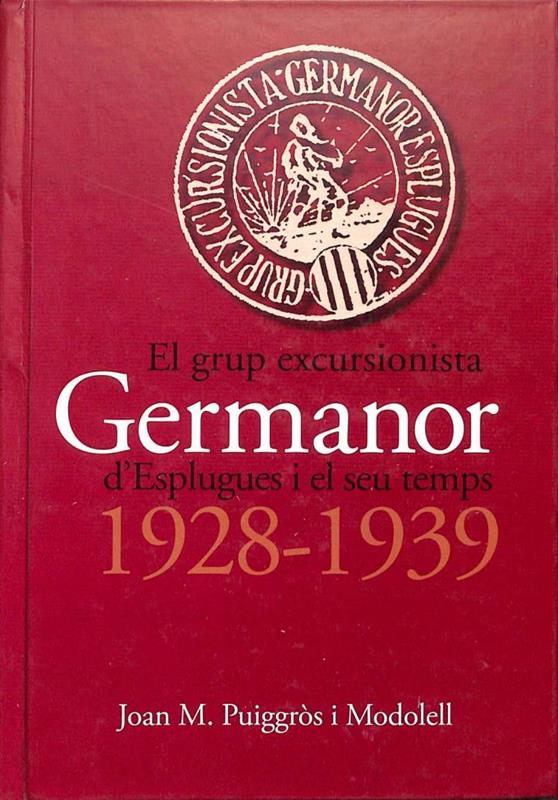 GRUP EXCURSIONISTA·GERMANOR ESPLUGUES·
El grup excursionista
Germanor
d'Esplugues i el seu temps
1928-1939
Joan M. Puiggròs i Modolell